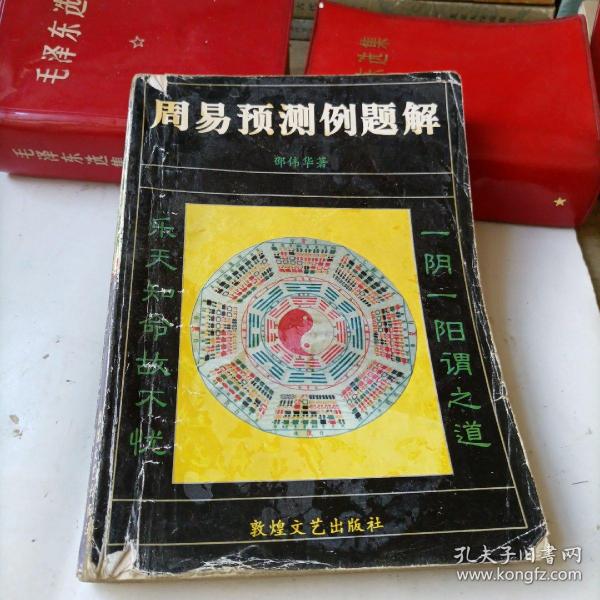 毛泽东选
毛泽东选集
东选集
周易预测例题解
邵伟华著
一阴一阳谓之道
乐天知命故不忧
敦煌文艺出版社
孔夫子旧书网
www.kongfz.com